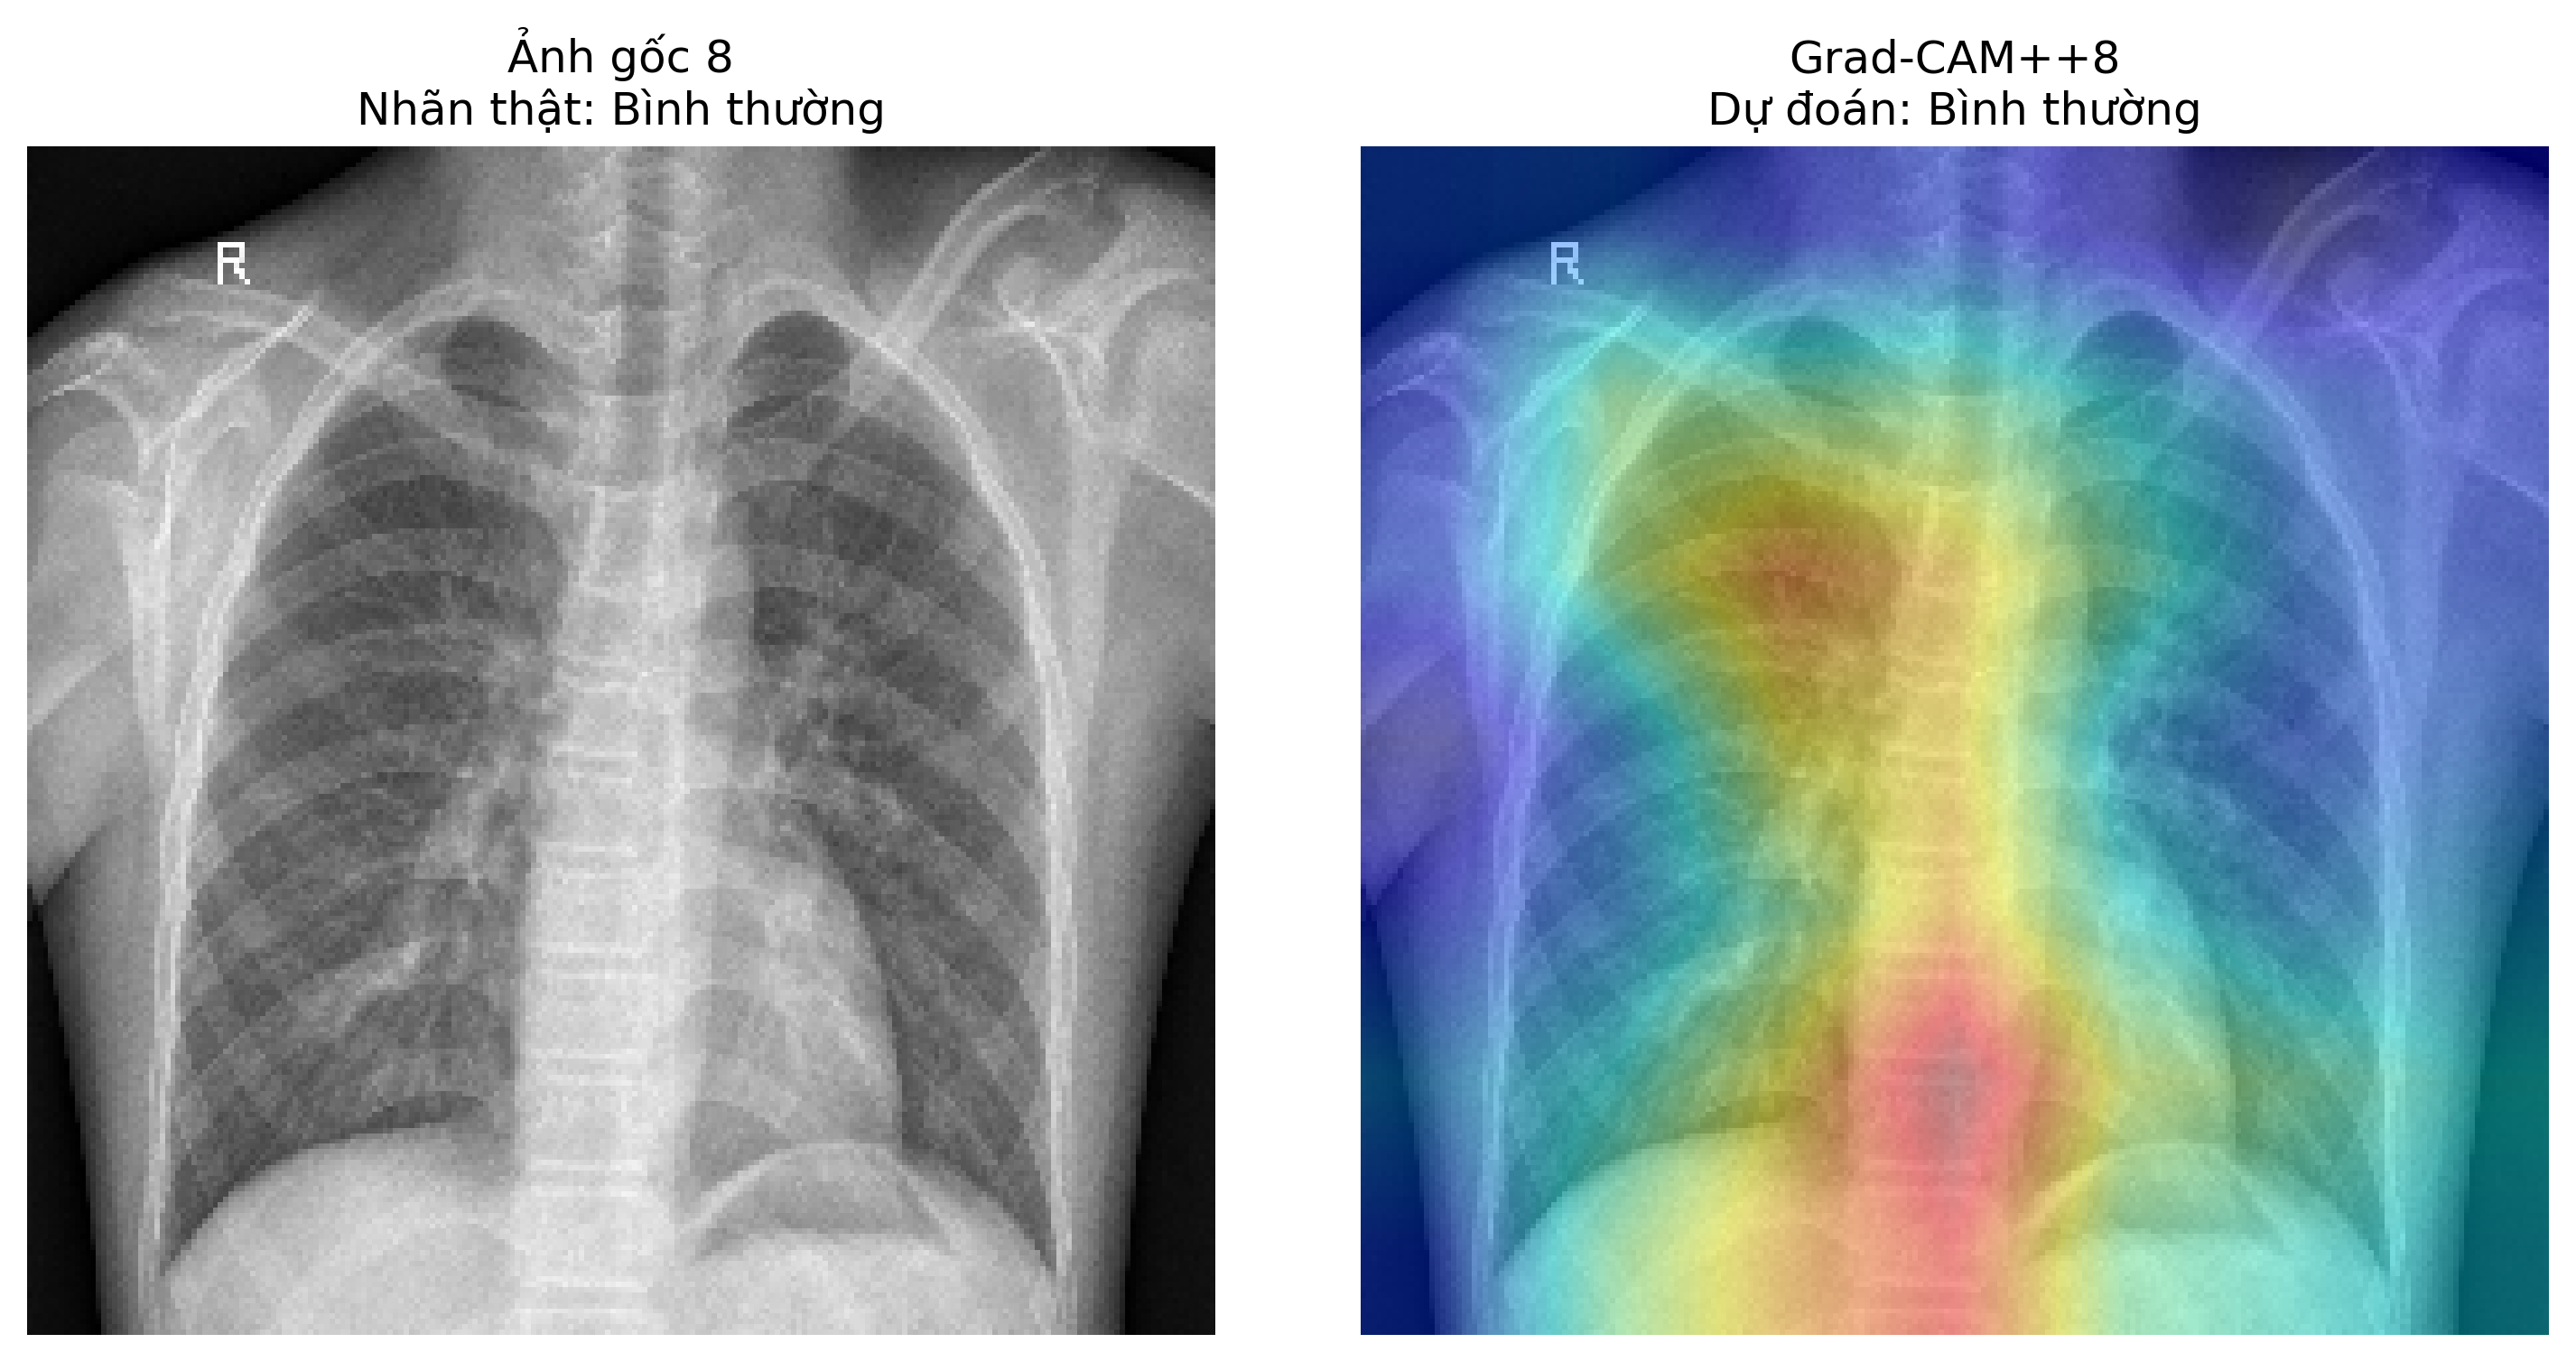 Ảnh gốc 8
Nhãn thật: Bình thường
Grad-CAM++8
Dự đoán: Bình thường
R
R